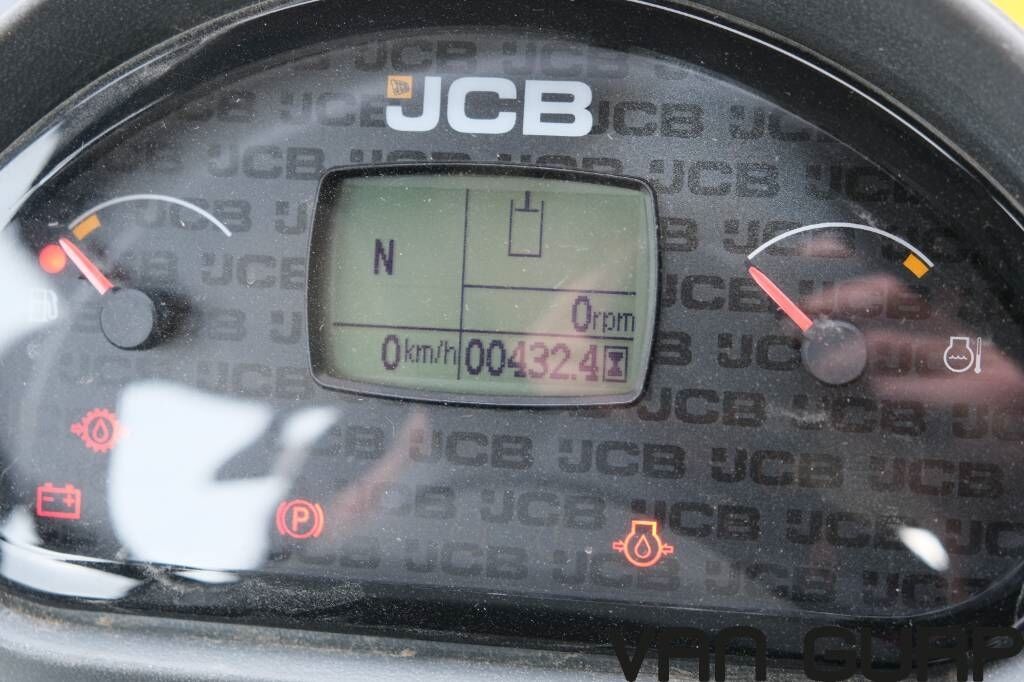 JCB
N
0rpm
0km/h 00432.4
P
VAN GURP